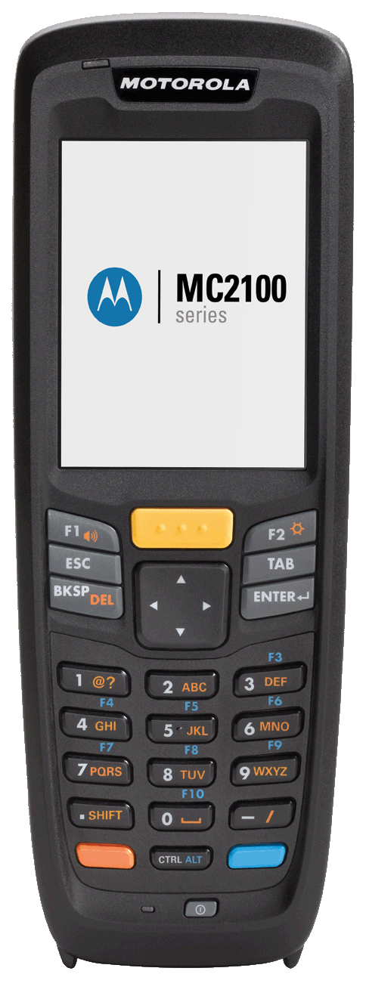 MOTOROLA
MC2100
series
F1
F2
ESC
TAB
BKSP DEL
ENTER
F3
1 @?
2 ABC
3 DEF
F4 F5 F6
4 GHI
5 JKL
6 MNO
F7 F8 F9
7 PQRS
8 TUV
9 WXYZ
F10
. SHIFT
0
- /
CTRL ALT